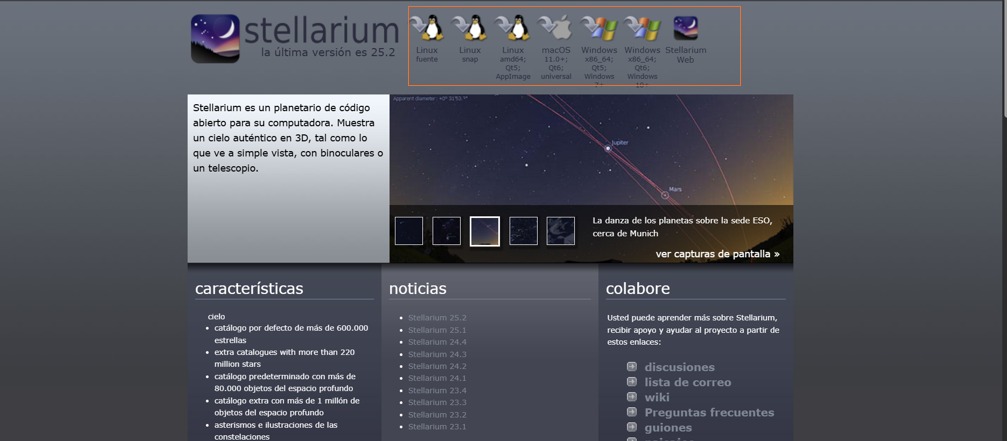 stellarium
la última versión es 25.2
Linux
fuente
Linux
snap
Linux
amd64;
Qt5;
AppImage
macOS
11.0+;
Qt6;
universal
Windows
x86_64;
Qt5;
Windows
7+
Windows
x86_64;
Qt6;
Windows
10+
Stellarium
Web
Stellarium es un planetario de código
abierto para su computadora. Muestra
un cielo auténtico en 3D, tal como lo
que ve a simple vista, con binoculares o
un telescopio.
Jupiter
Mars
La danza de los planetas sobre la sede ESO,
cerca de Munich
ver capturas de pantalla »
características
cielo
catálogo por defecto de más de 600.000
estrellas
extra catalogues with more than 220
million stars
catálogo predeterminado con más de
80.000 objetos del espacio profundo
catálogo extra con más de 1 millón de
objetos del espacio profundo
asterismos e ilustraciones de las
constelaciones
noticias
Stellarium 25.2
Stellarium 25.1
Stellarium 24.4
Stellarium 24.3
Stellarium 24.2
Stellarium 24.1
Stellarium 23.4
Stellarium 23.3
Stellarium 23.2
Stellarium 23.1
colabore
Usted puede aprender más sobre Stellarium,
recibir apoyo y ayudar al proyecto a partir de
estos enlaces:
discusiones
lista de correo
wiki
Preguntas frecuentes
guiones